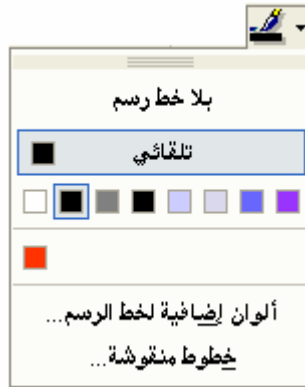 بلا خط رسم
تلقائي
ألوان إضافية لخط الرسم...
خطوط منقوشة...